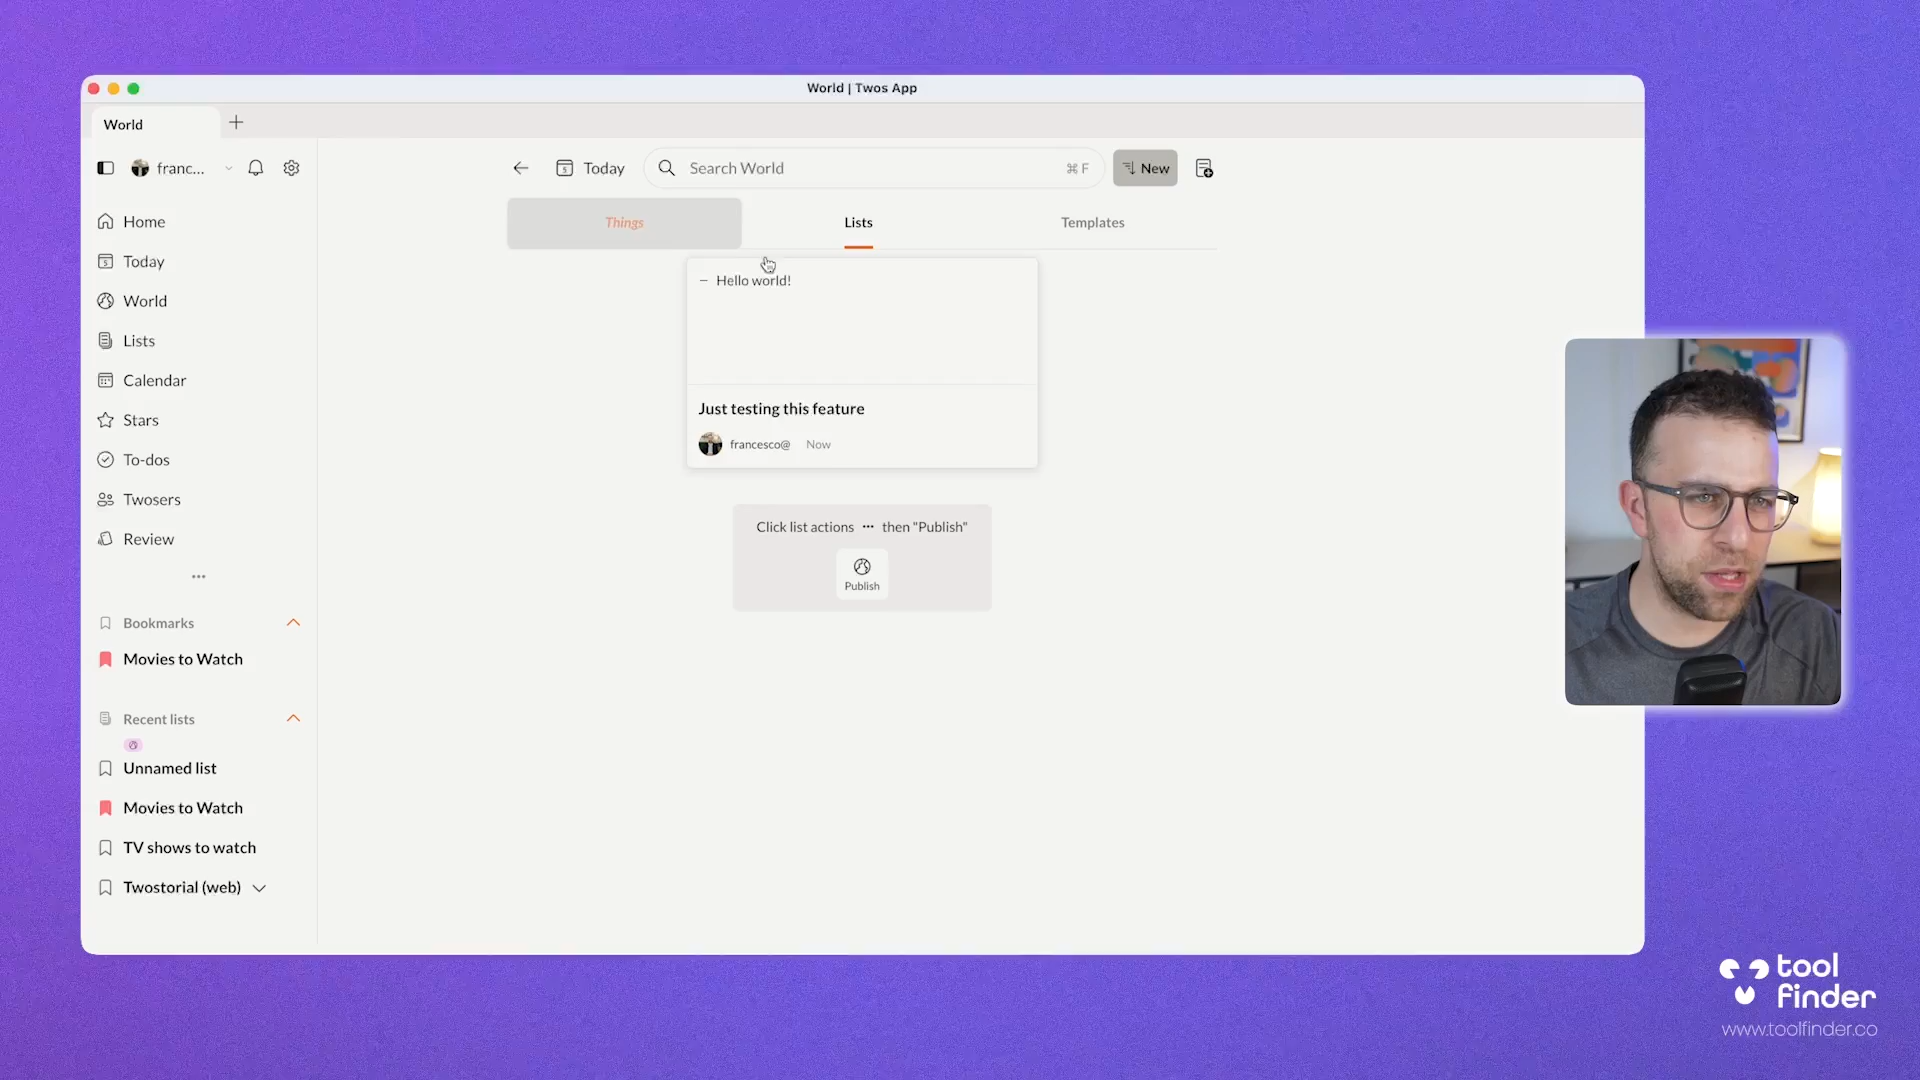 World | Twos App
World
franc...
Today
Search World
⌘ F
New
Things
Lists
Templates
Home
Today
World
Lists
Calendar
Stars
To-dos
Twosers
Review
Bookmarks
Movies to Watch
Recent lists
Unnamed list
Movies to Watch
TV shows to watch
Twostorial (web)
– Hello world!
Just testing this feature
francesco@ Now
Click list actions ··· then "Publish"
Publish
tool
finder
www.toolfinder.co